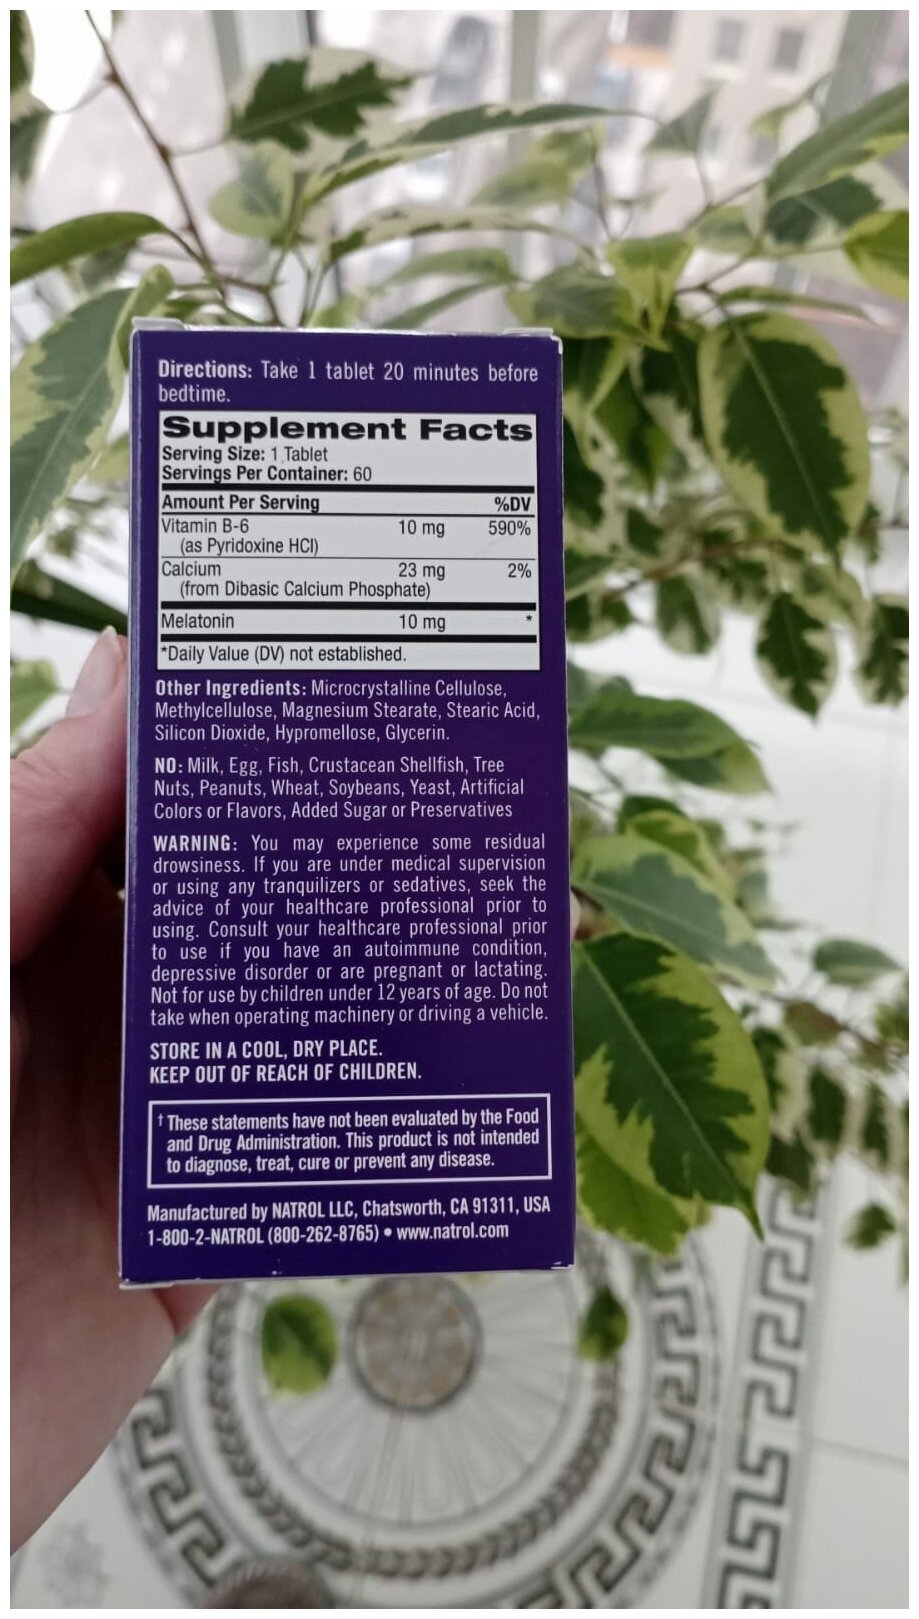 Directions: Take 1 tablet 20 minutes before
bedtime.
Supplement Facts
Serving Size: 1 Tablet
Servings Per Container: 60
Amount Per Serving %DV
Vitamin B-6 10 mg 590%
(as Pyridoxine HCl)
Calcium 23 mg 2%
(from Dibasic Calcium Phosphate)
Melatonin 10 mg *
*Daily Value (DV) not established.
Other Ingredients: Microcrystalline Cellulose,
Methylcellulose, Magnesium Stearate, Stearic Acid,
Silicon Dioxide, Hypromellose, Glycerin.
NO: Milk, Egg, Fish, Crustacean Shellfish, Tree
Nuts, Peanuts, Wheat, Soybeans, Yeast, Artificial
Colors or Flavors, Added Sugar or Preservatives
WARNING: You may experience some residual
drowsiness. If you are under medical supervision
or using any tranquilizers or sedatives, seek the
advice of your healthcare professional prior to
using. Consult your healthcare professional prior
to use if you have an autoimmune condition,
depressive disorder or are pregnant or lactating.
Not for use by children under 12 years of age. Do not
take when operating machinery or driving a vehicle.
STORE IN A COOL, DRY PLACE.
KEEP OUT OF REACH OF CHILDREN.
† These statements have not been evaluated by the Food
and Drug Administration. This product is not intended
to diagnose, treat, cure or prevent any disease.
Manufactured by NATROL LLC, Chatsworth, CA 91311, USA
1-800-2-NATROL (800-262-8765) • www.natrol.com